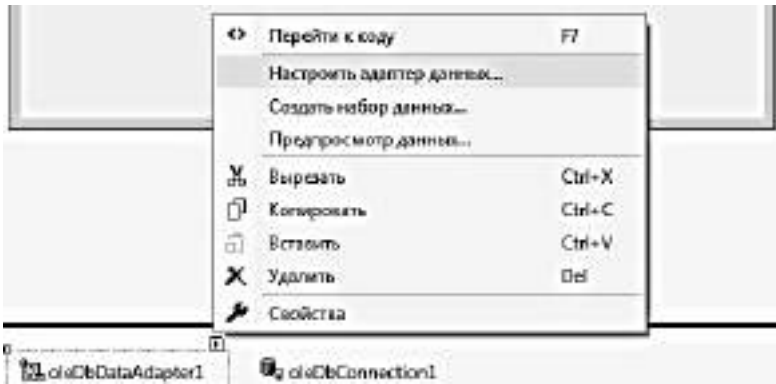 Перейти к коду F7
Настроить адаптер данных...
Создать набор данных...
Предпросмотр данных...
Вырезать Ctrl+X
Копировать Ctrl+C
Вставить Ctrl+V
Удалить Del
Свойства
oleDbDataAdapter1 oleDbConnection1